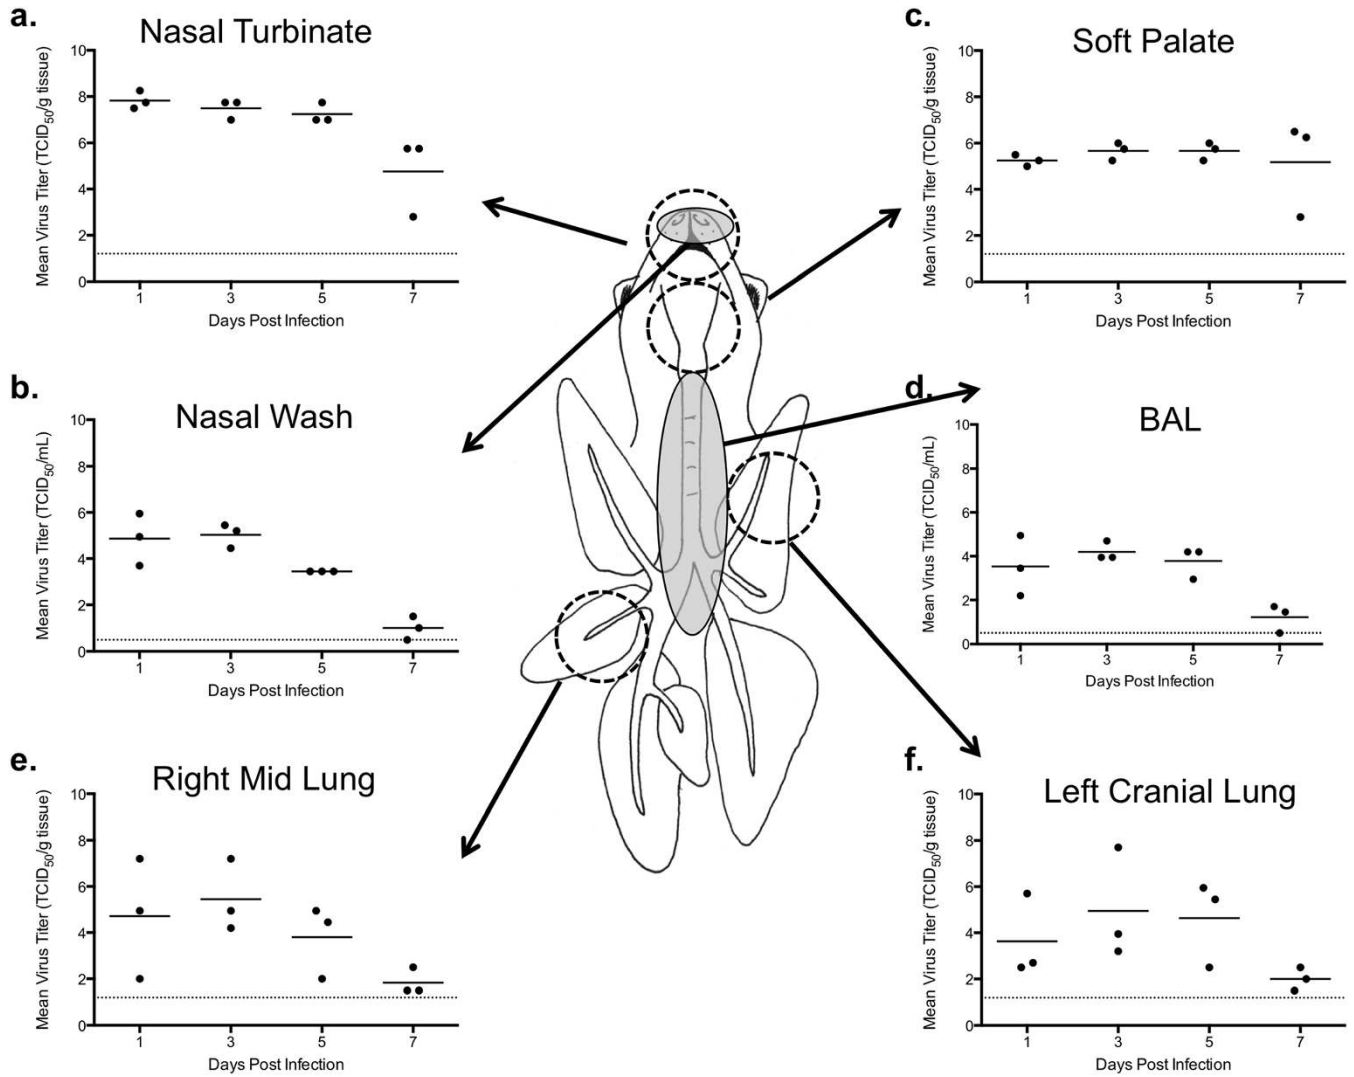 a.
Nasal Turbinate
Mean Virus Titer (TCID50/g tissue)
10
8
6
4
2
0
1 3 5 7
Days Post Infection
c.
Soft Palate
Mean Virus Titer (TCID50/g tissue)
10
8
6
4
2
0
1 3 5 7
Days Post Infection
b.
Nasal Wash
Mean Virus Titer (TCID50/mL)
10
8
6
4
2
0
1 3 5 7
Days Post Infection
d.
BAL
Mean Virus Titer (TCID50/mL)
10
8
6
4
2
0
1 3 5 7
Days Post Infection
e.
Right Mid Lung
Mean Virus Titer (TCID50/g tissue)
10
8
6
4
2
0
1 3 5 7
Days Post Infection
f.
Left Cranial Lung
Mean Virus Titer (TCID50/g tissue)
10
8
6
4
2
0
1 3 5 7
Days Post Infection